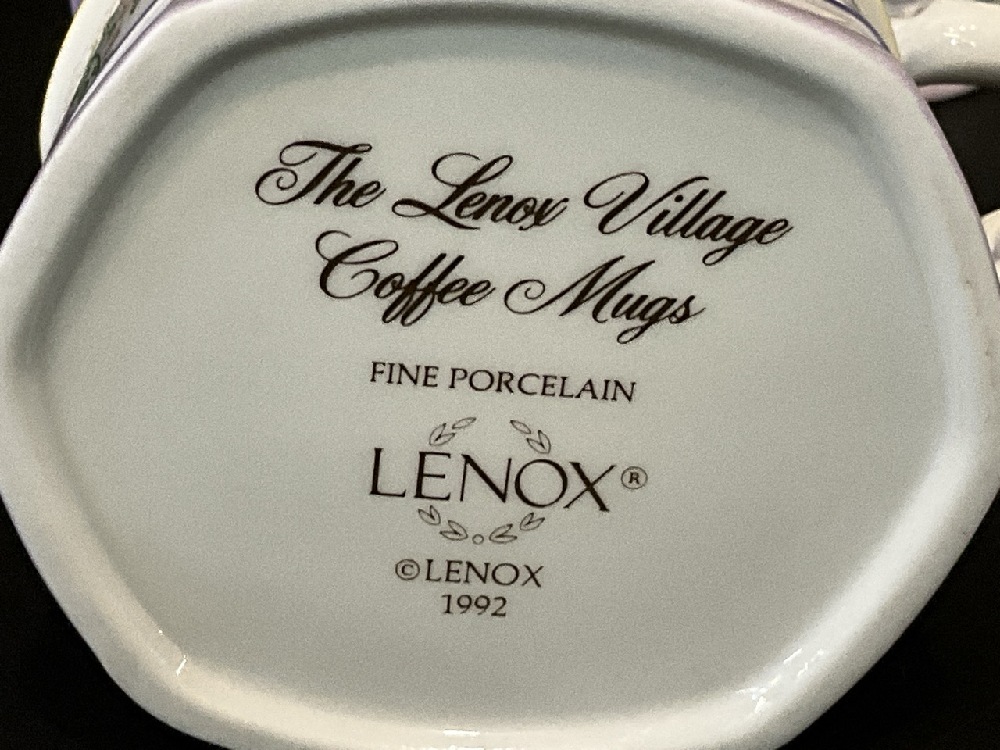 The Lenox Village
Coffee Mugs
FINE PORCELAIN
LENOX®
©LENOX
1992